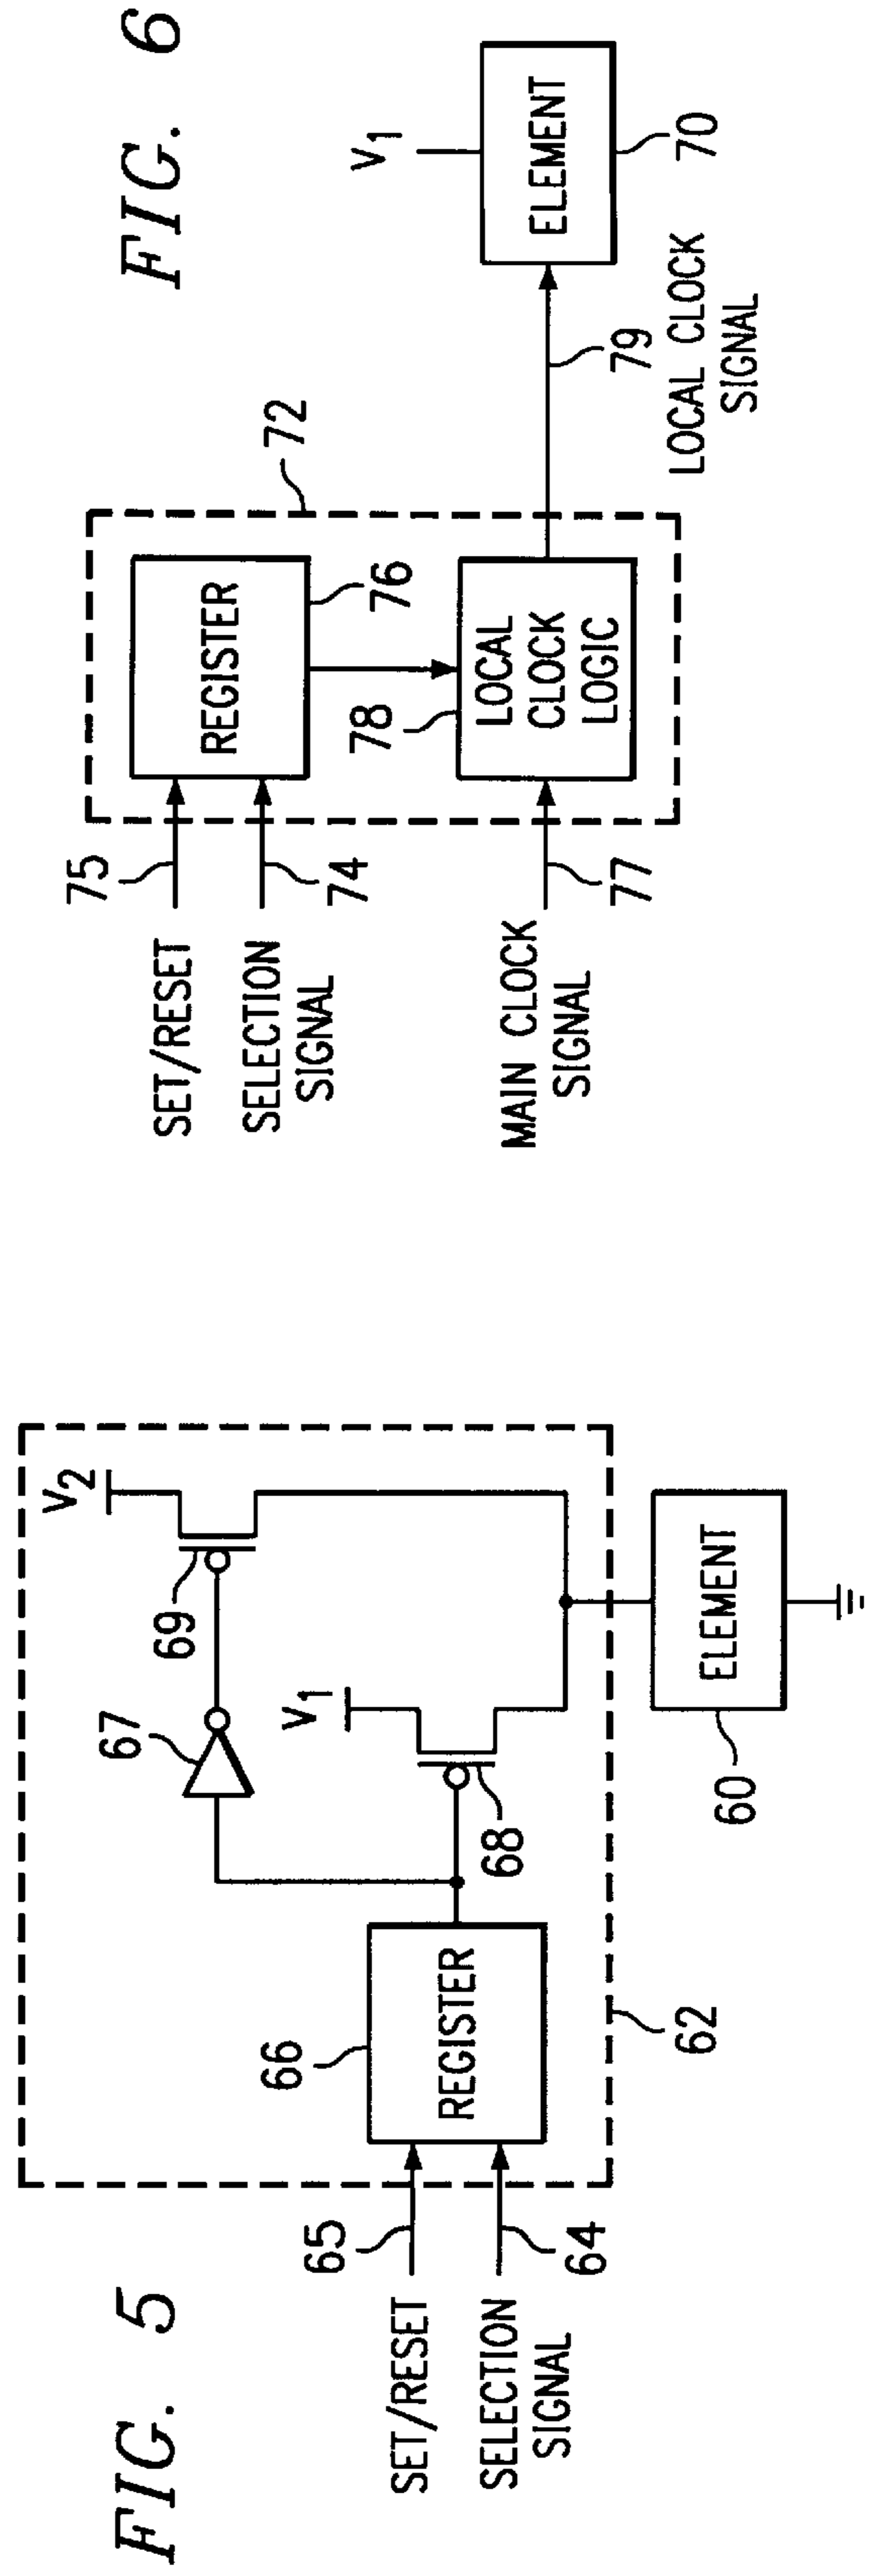 FIG. 5
SET/RESET
65
SELECTION
SIGNAL
64
66
REGISTER
67
69
V2
V1
68
62
ELEMENT
60
FIG. 6
SET/RESET
75
SELECTION
SIGNAL
74
REGISTER
76
72
78
LOCAL
CLOCK
LOGIC
MAIN CLOCK
SIGNAL
77
79
LOCAL CLOCK
SIGNAL
V1
ELEMENT
70